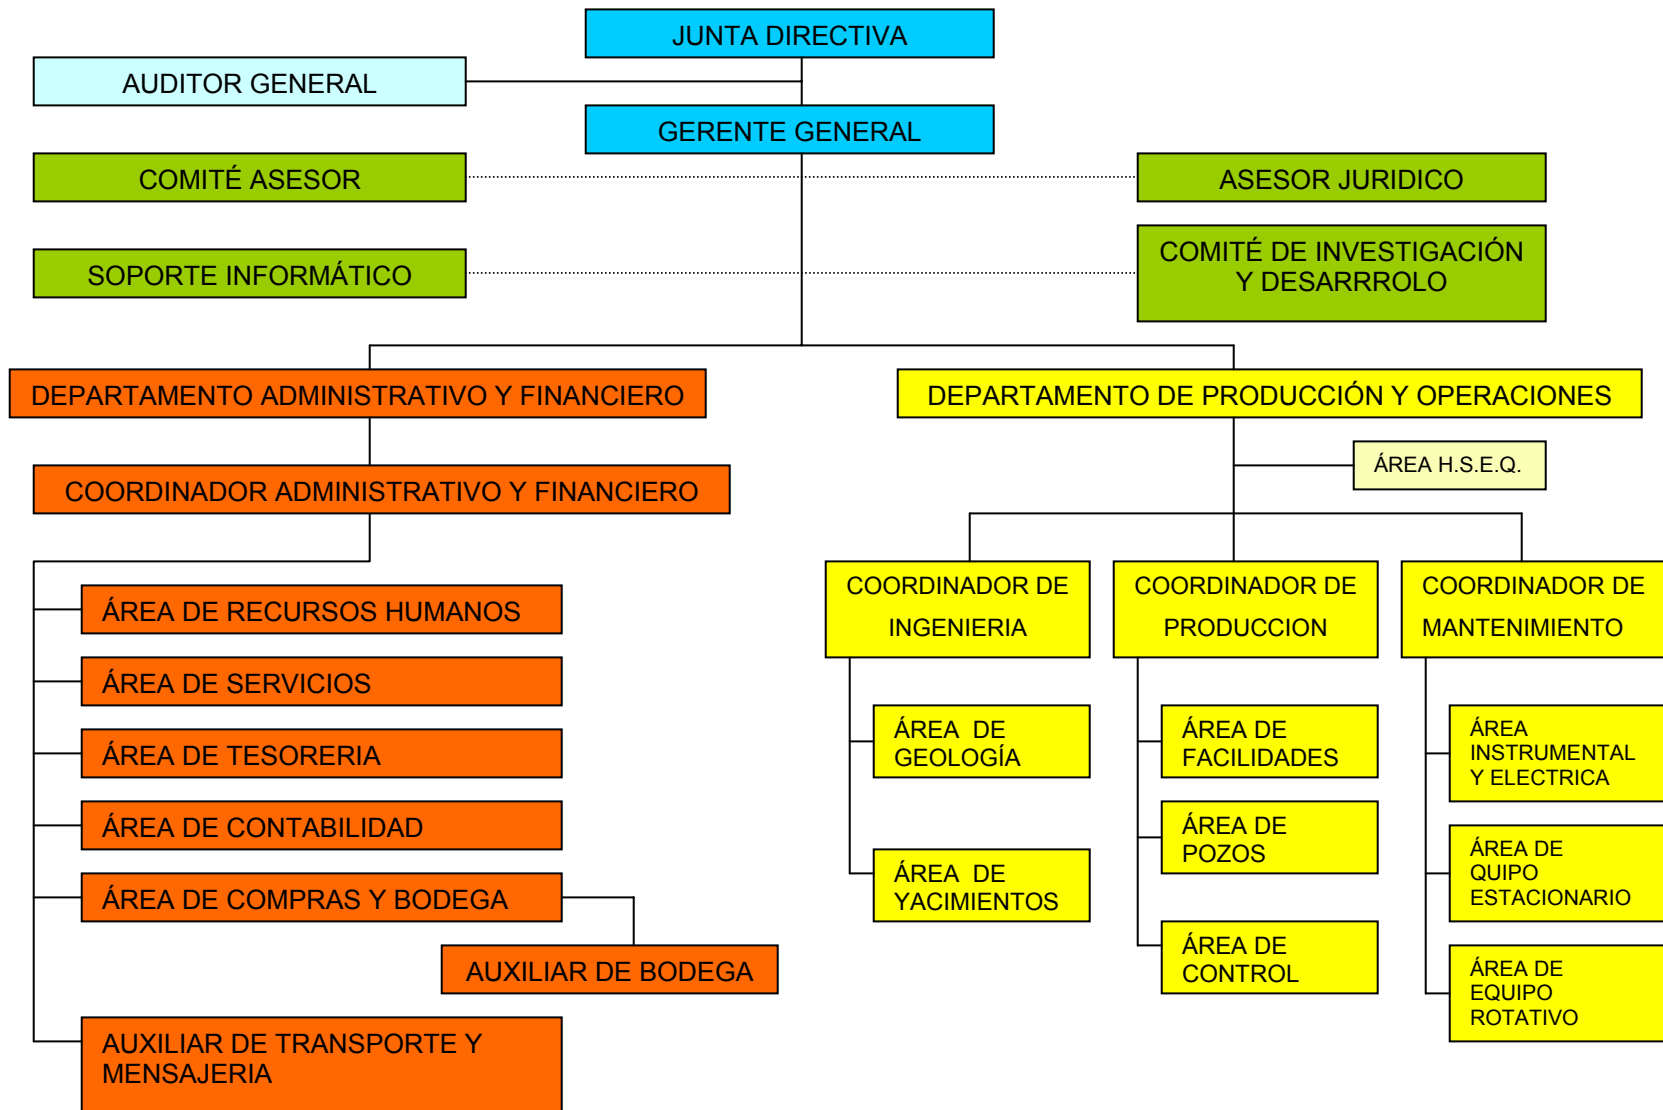 JUNTA DIRECTIVA
AUDITOR GENERAL
GERENTE GENERAL
COMITÉ ASESOR
ASESOR JURIDICO
SOPORTE INFORMÁTICO
COMITÉ DE INVESTIGACIÓN
Y DESARRROLO
DEPARTAMENTO ADMINISTRATIVO Y FINANCIERO
DEPARTAMENTO DE PRODUCCIÓN Y OPERACIONES
ÁREA H.S.E.Q.
COORDINADOR ADMINISTRATIVO Y FINANCIERO
ÁREA DE RECURSOS HUMANOS
ÁREA DE SERVICIOS
ÁREA DE TESORERIA
ÁREA DE CONTABILIDAD
ÁREA DE COMPRAS Y BODEGA
AUXILIAR DE BODEGA
AUXILIAR DE TRANSPORTE Y
MENSAJERIA
COORDINADOR DE
INGENIERIA
ÁREA  DE
GEOLOGÍA
ÁREA  DE
YACIMIENTOS
COORDINADOR DE
PRODUCCION
ÁREA DE
FACILIDADES
ÁREA DE
POZOS
ÁREA DE
CONTROL
COORDINADOR DE
MANTENIMIENTO
ÁREA
INSTRUMENTAL
Y ELECTRICA
ÁREA DE
QUIPO
ESTACIONARIO
ÁREA DE
EQUIPO
ROTATIVO